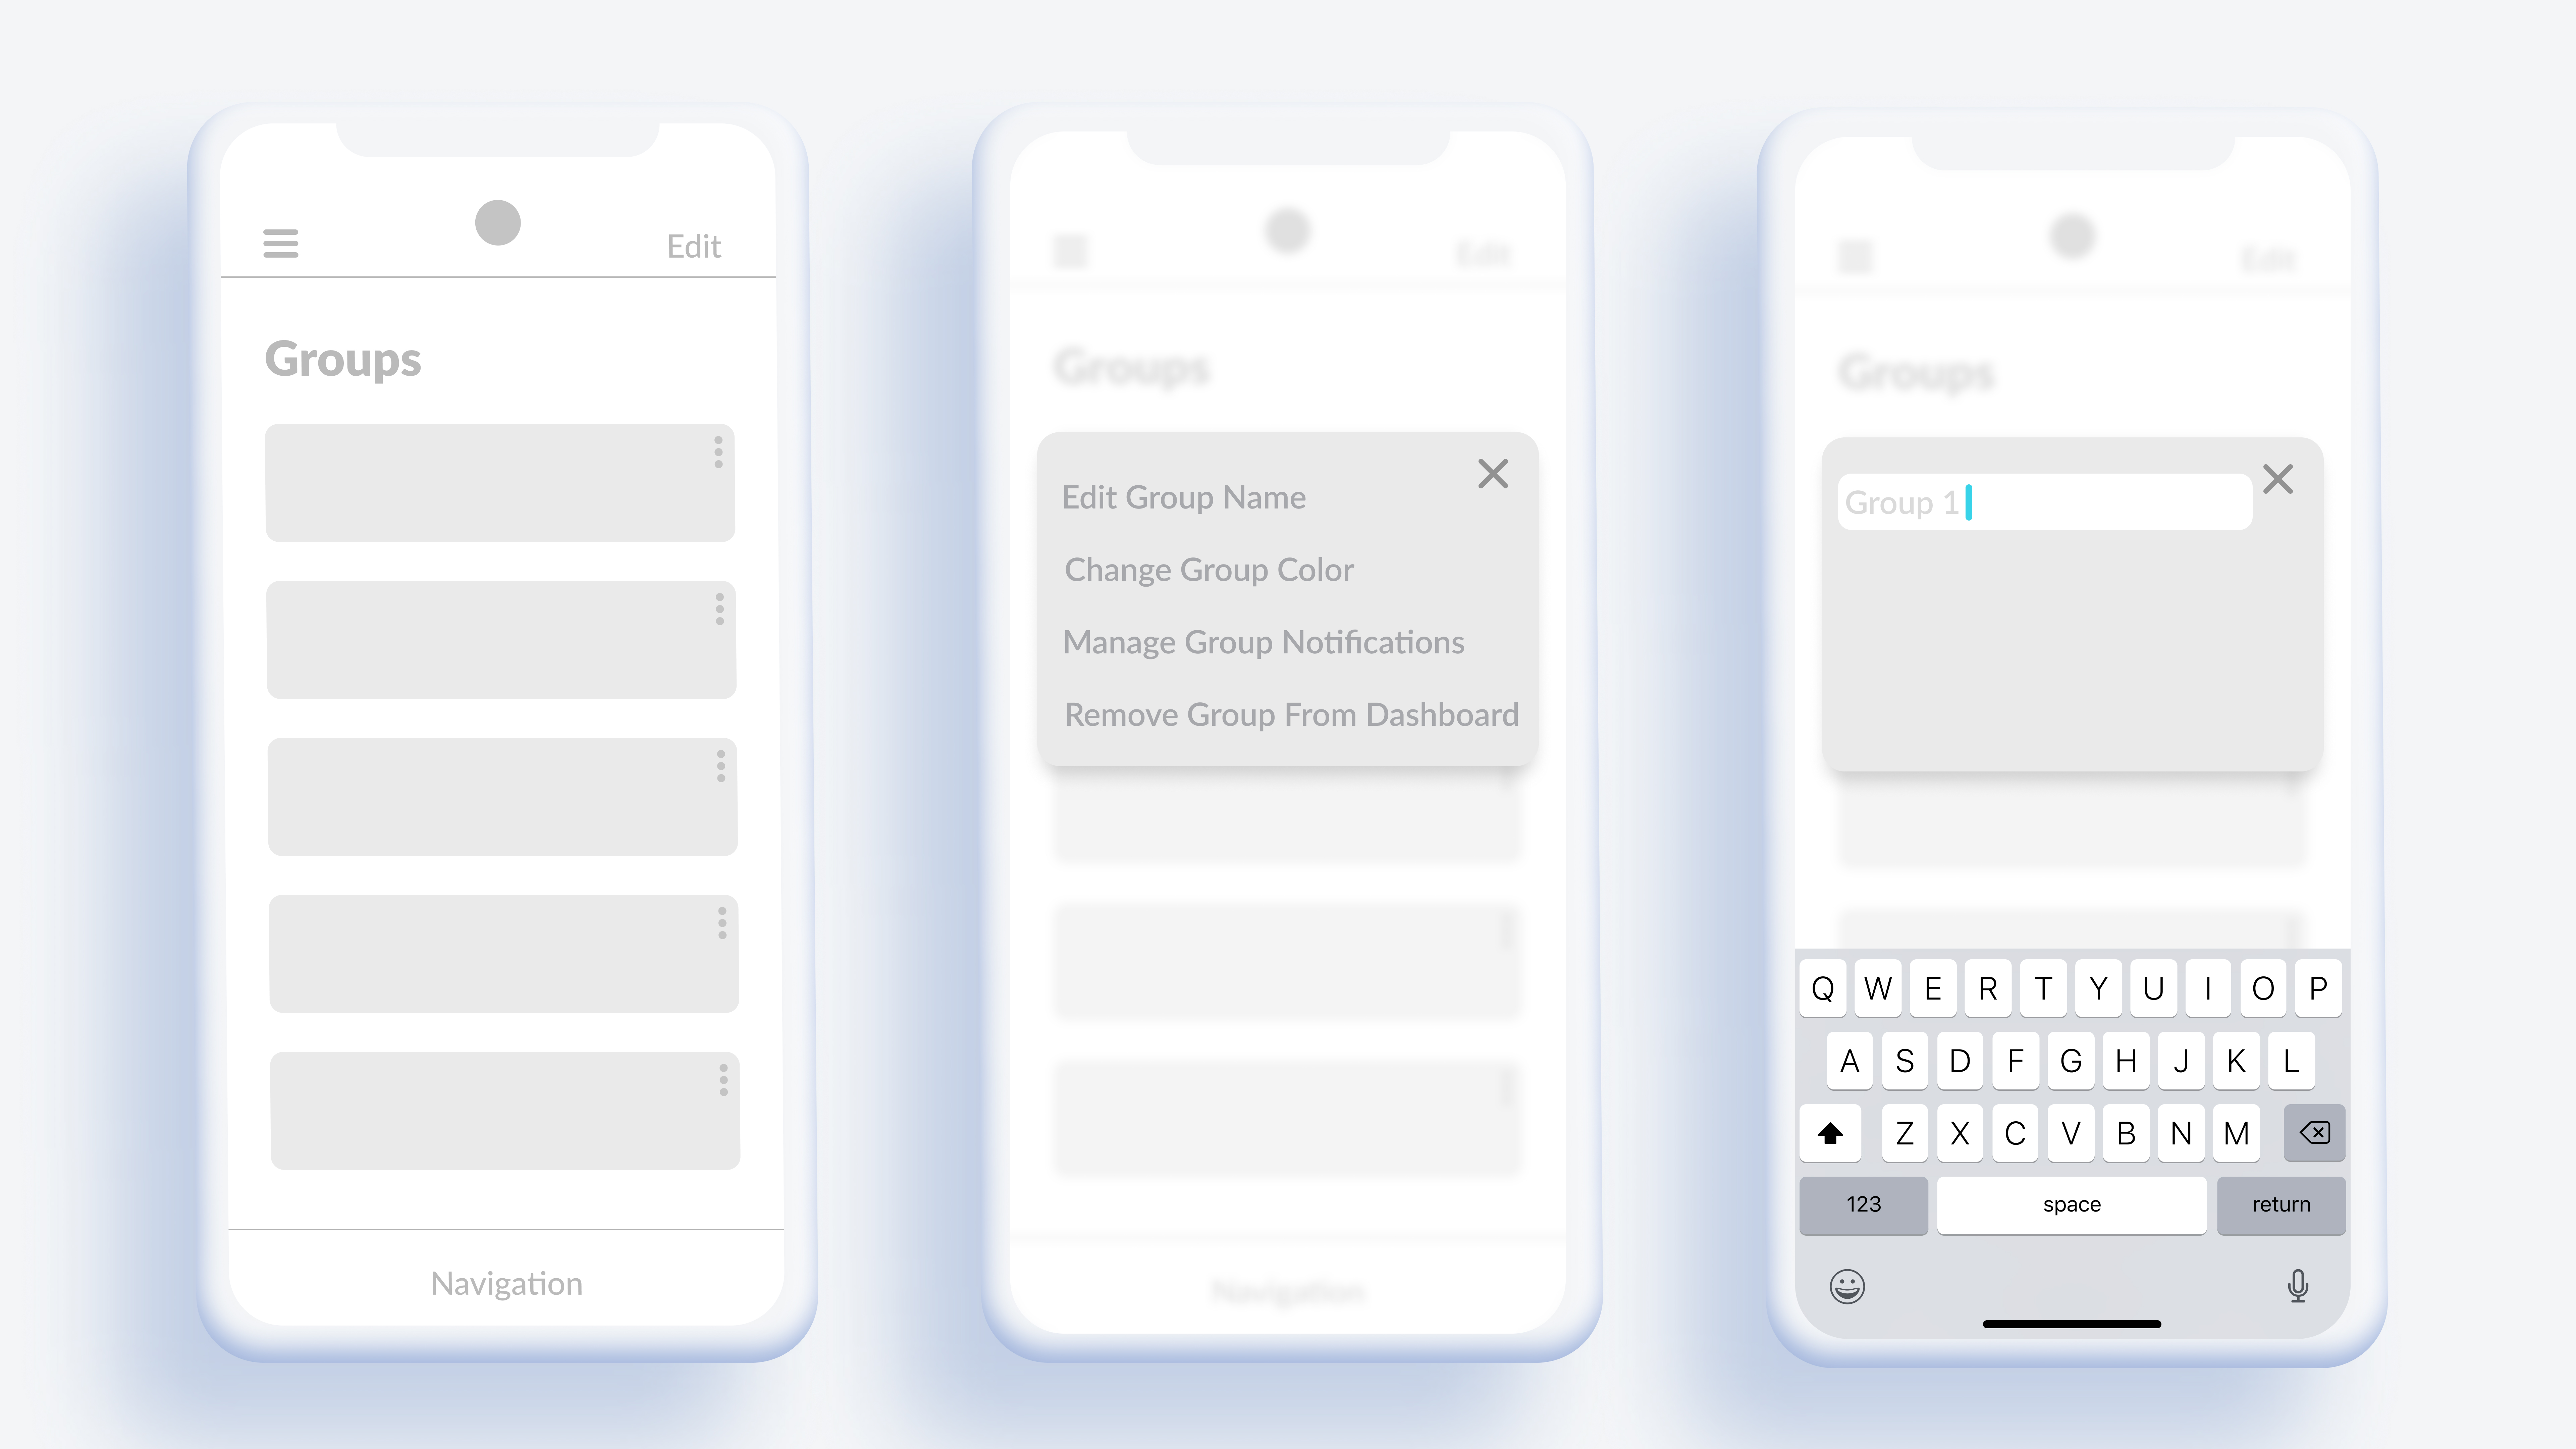 Edit
Groups
Navigation
Edit
Groups
Edit Group Name
Change Group Color
Manage Group Notifications
Remove Group From Dashboard
Navigation
Edit
Groups
Group 1
Q W E R T Y U I O P
A S D F G H J K L
Z X C V B N M
123 space return